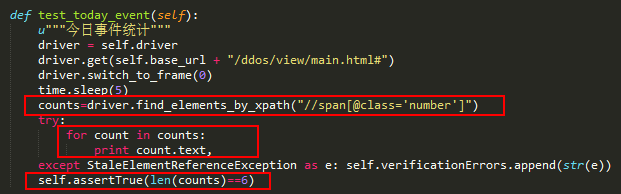 def test_today_event(self):
u"""今日事件统计"""
driver = self.driver
driver.get(self.base_url + "/ddos/view/main.html#")
driver.switch_to_frame(0)
time.sleep(5)
counts=driver.find_elements_by_xpath("//span[@class='number']")
try:
for count in counts:
print count.text,
except StaleElementReferenceException as e: self.verificationErrors.append(str(e))
self.assertTrue(len(counts)==6)